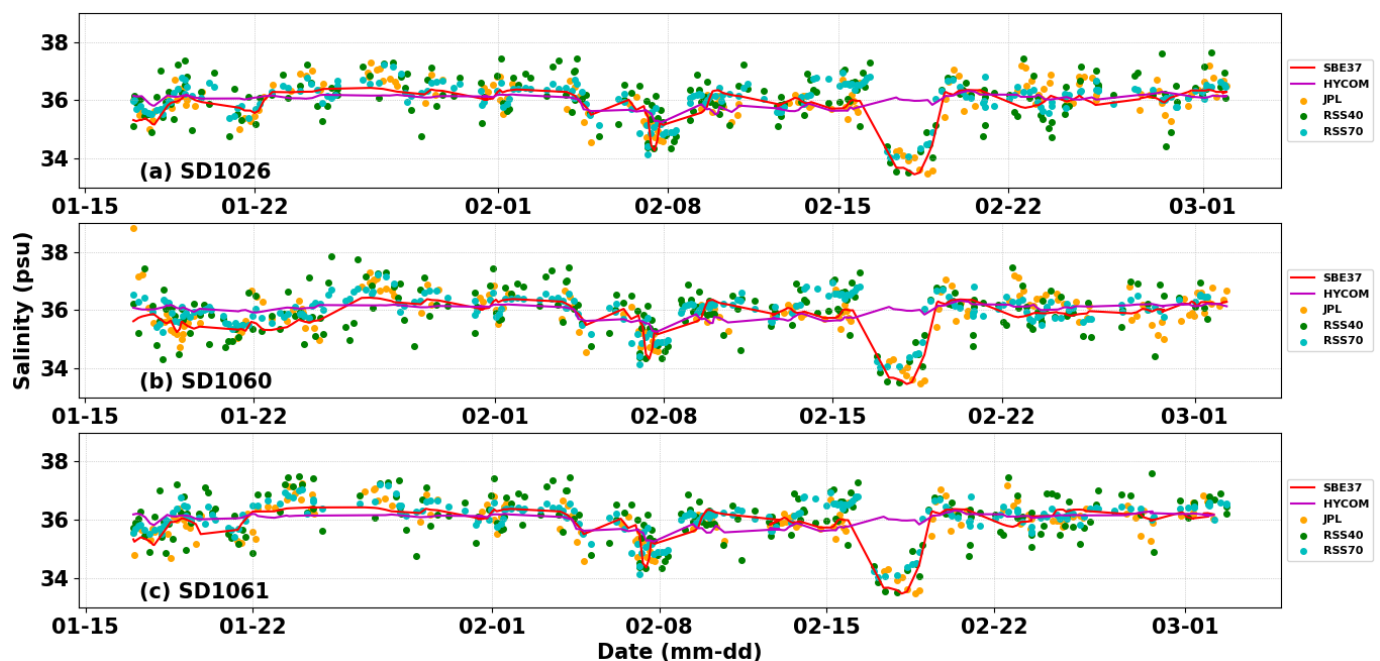 38
36
34
(a) SD1026
SBE37
HYCOM
JPL
RSS40
RSS70
01-15 01-22 02-01 02-08 02-15 02-22 03-01
Salinity (psu)
38
36
34
(b) SD1060
SBE37
HYCOM
JPL
RSS40
RSS70
01-15 01-22 02-01 02-08 02-15 02-22 03-01
38
36
34
(c) SD1061
SBE37
HYCOM
JPL
RSS40
RSS70
01-15 01-22 02-01 02-08 02-15 02-22 03-01
Date (mm-dd)